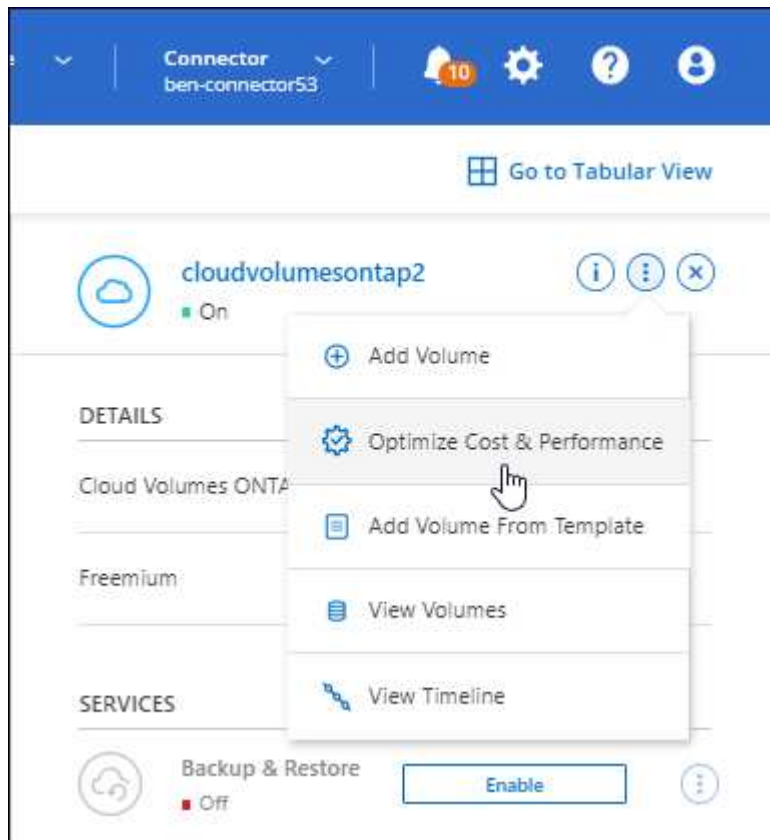 Connector
ben-connector53
10
Go to Tabular View
cloudvolumesontap2
On
Add Volume
DETAILS
Optimize Cost & Performance
Cloud Volumes ONTA
Add Volume From Template
Freemium
View Volumes
View Timeline
SERVICES
Backup & Restore
Enable
Off